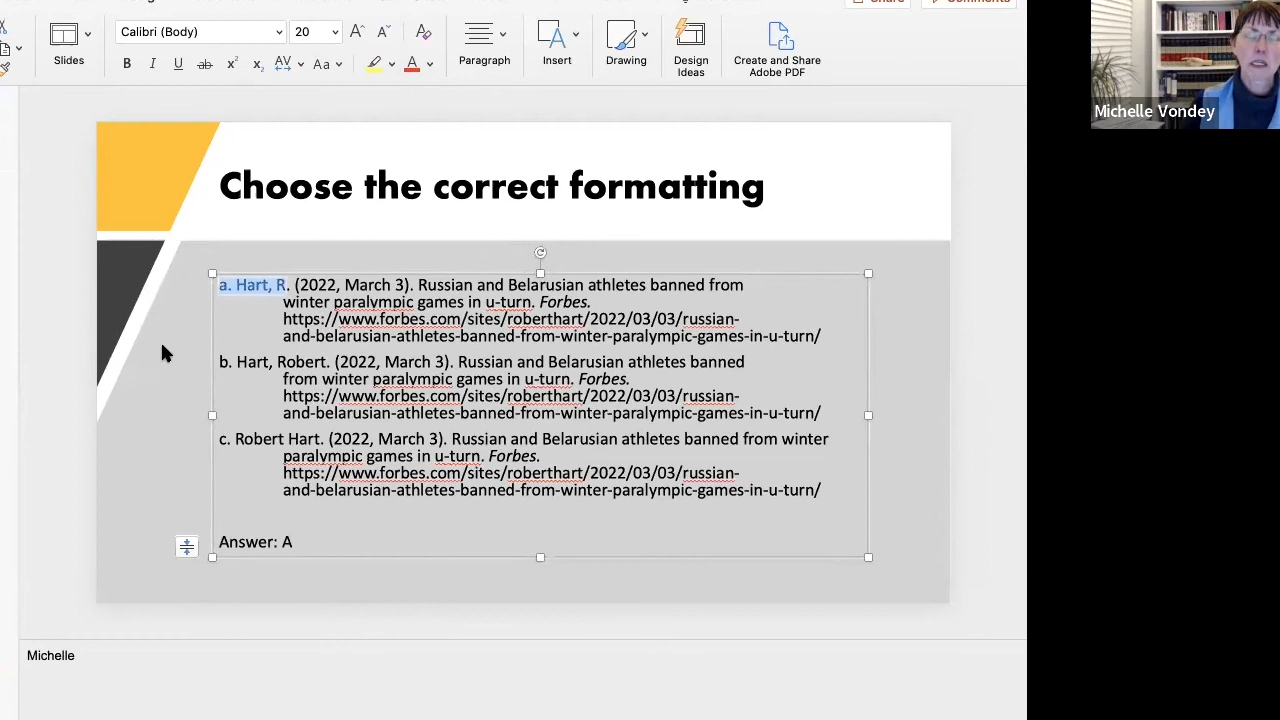 Share
Comments
Calibri (Body)
20
Slides
Paragraph
Insert
Drawing
Design
Ideas
Create and Share
Adobe PDF
Michelle Vondey
Choose the correct formatting
a. Hart, R. (2022, March 3). Russian and Belarusian athletes banned from
winter paralympic games in u-turn. Forbes.
https://www.forbes.com/sites/roberthart/2022/03/03/russian-
and-belarusian-athletes-banned-from-winter-paralympic-games-in-u-turn/
b. Hart, Robert. (2022, March 3). Russian and Belarusian athletes banned
from winter paralympic games in u-turn. Forbes.
https://www.forbes.com/sites/roberthart/2022/03/03/russian-
and-belarusian-athletes-banned-from-winter-paralympic-games-in-u-turn/
c. Robert Hart. (2022, March 3). Russian and Belarusian athletes banned from winter
paralympic games in u-turn. Forbes.
https://www.forbes.com/sites/roberthart/2022/03/03/russian-
and-belarusian-athletes-banned-from-winter-paralympic-games-in-u-turn/
Answer: A
Michelle